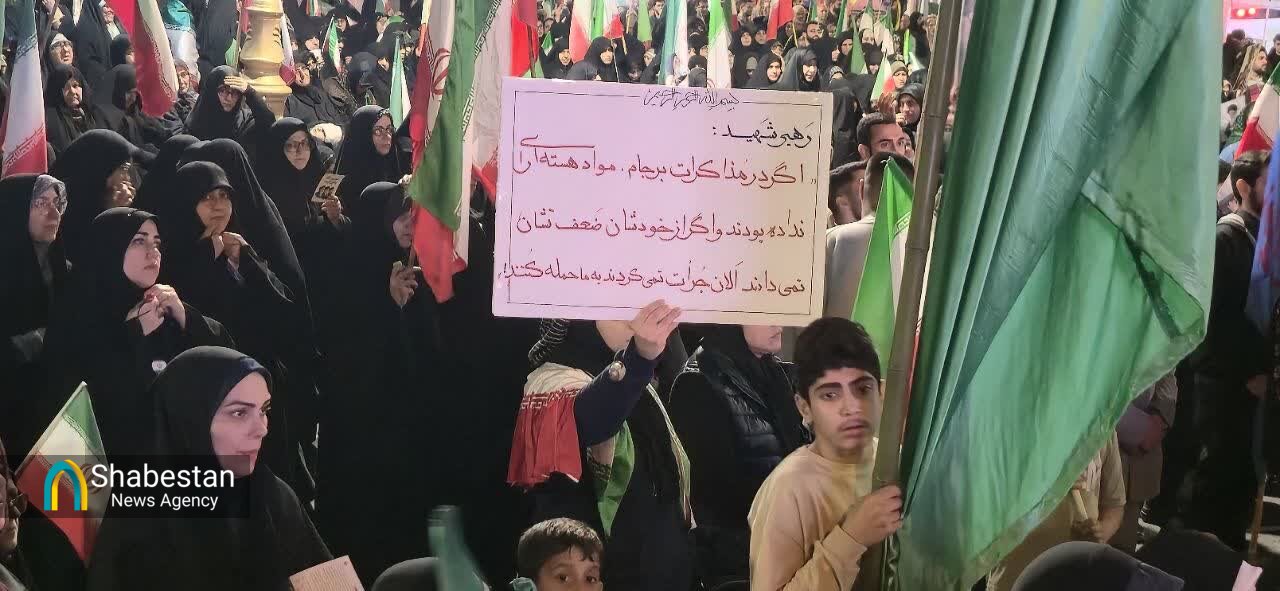 بسم الله الرحمن الرحیم
رهبر شهید:
«اگر در مذاکرات برجام، مواد هسته‌ای را
نداده بودند و اگر از خودشان ضعف نشان
نمی‌دادند الان جرأت نمی‌کردند به ما حمله کنند!»
Shabestan
News Agency